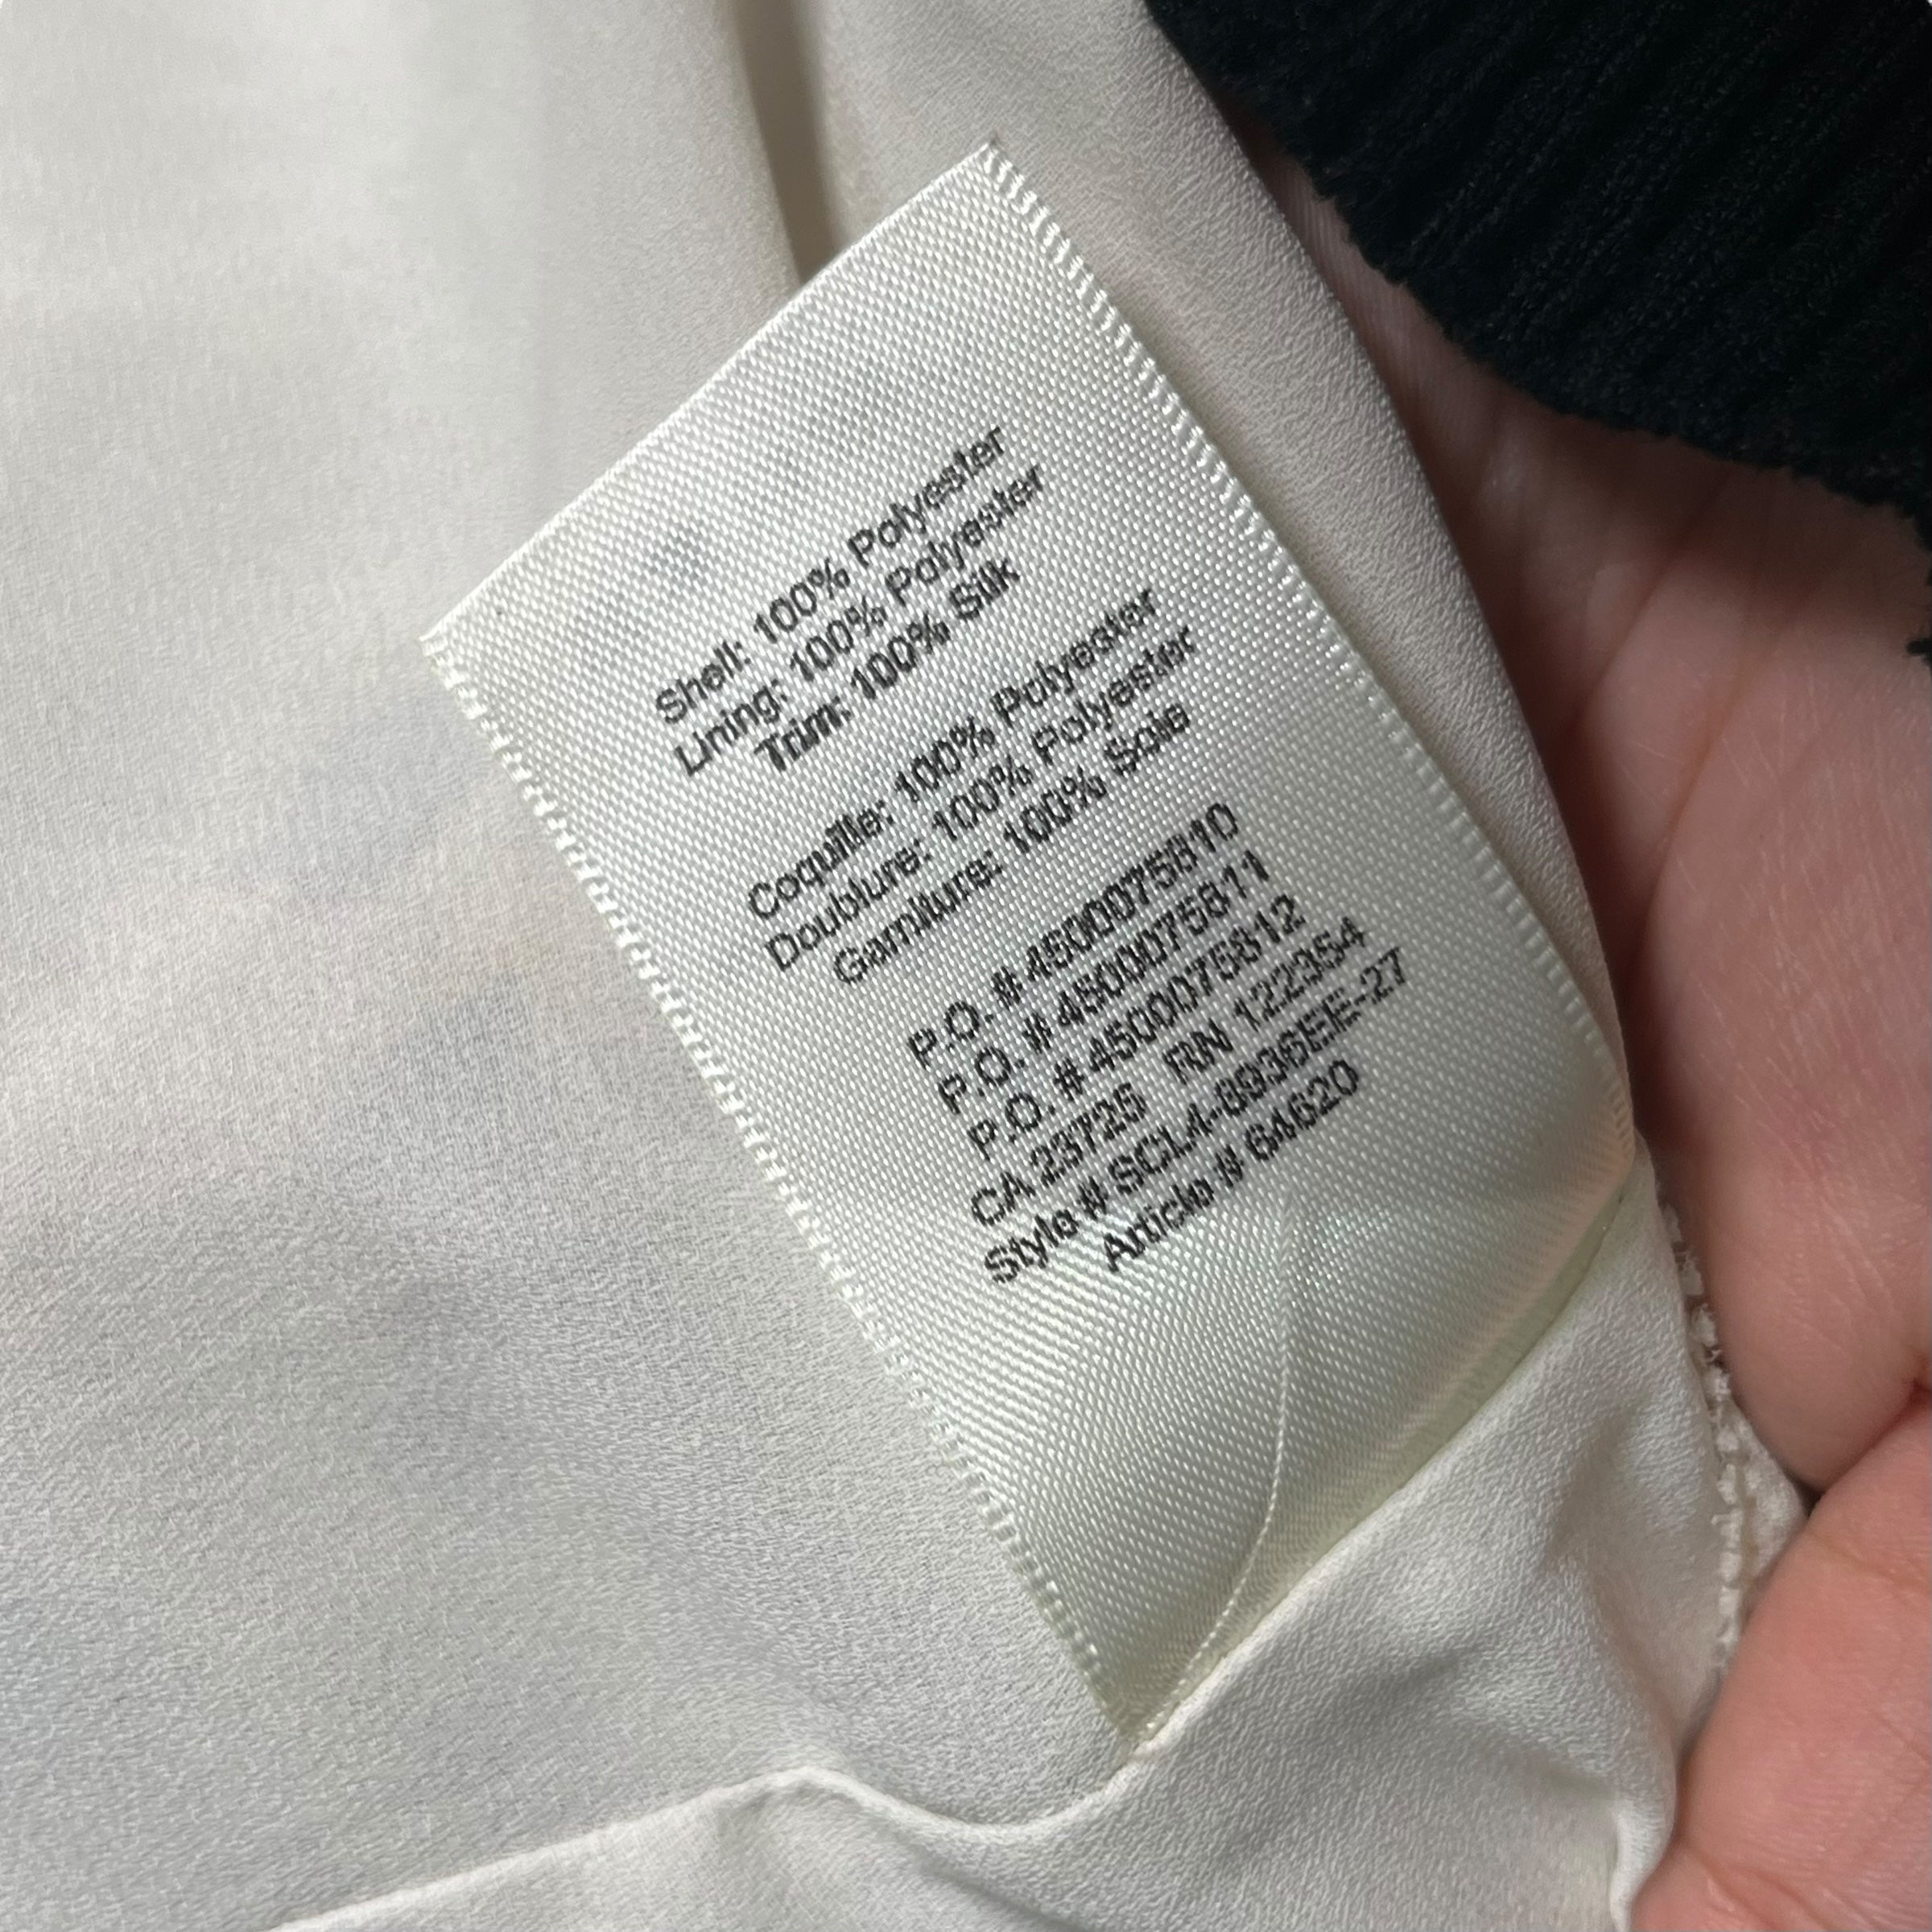 Shell: 100% Polyester
Lining: 100% Polyester
Trim: 100% Silk
Coquille: 100% Polyester
Doublure: 100% Polyester
Garniture: 100% Soie
P.O. # 4500075810
P.O. # 4500075811
P.O. # 4500075812
CA 23725 RN 122354
Style # SCL4-8936EE-27
Article # 64620